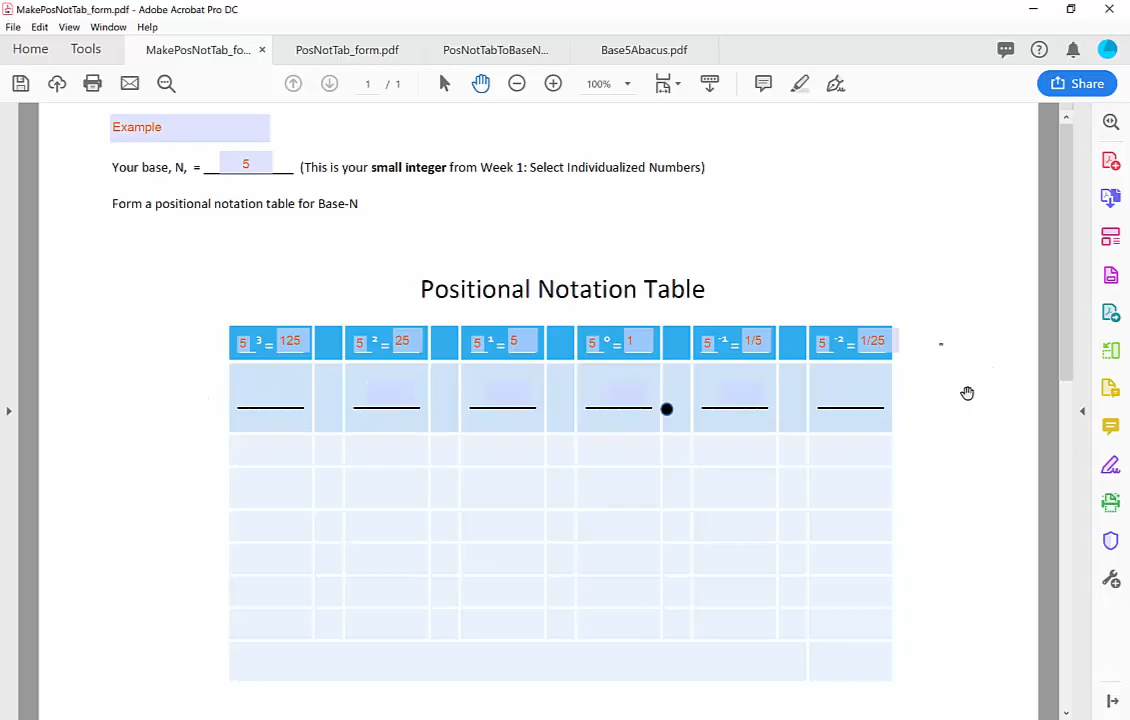 MakePosNotTab_form.pdf - Adobe Acrobat Pro DC
File Edit View Window Help
Home Tools MakePosNotTab_fo... × PosNotTab_form.pdf PosNotTabToBaseN... Base5Abacus.pdf
1 / 1 100% Share
Example
Your base, N, = 5 (This is your small integer from Week 1: Select Individualized Numbers)
Form a positional notation table for Base-N
Positional Notation Table
5 ³ = 125 5 ² = 25 5 ¹ = 5 5 ⁰ = 1 5 ⁻¹ = 1/5 5 ⁻² = 1/25